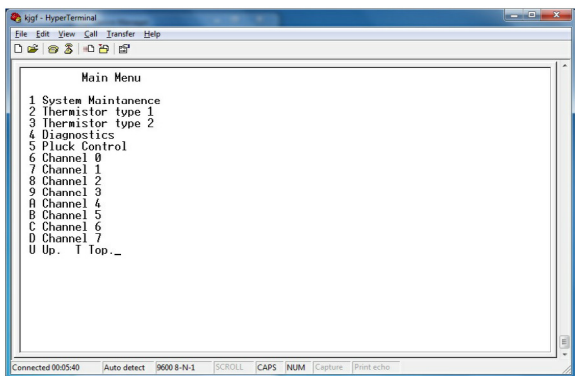 kjgf - HyperTerminal
File Edit View Call Transfer Help
Main Menu
1 System Maintanence
2 Thermistor type 1
3 Thermistor type 2
4 Diagnostics
5 Pluck Control
6 Channel 0
7 Channel 1
8 Channel 2
9 Channel 3
A Channel 4
B Channel 5
C Channel 6
D Channel 7
U Up. T Top._
Connected 00:05:40 Auto detect 9600 8-N-1 SCROLL CAPS NUM Capture Print echo